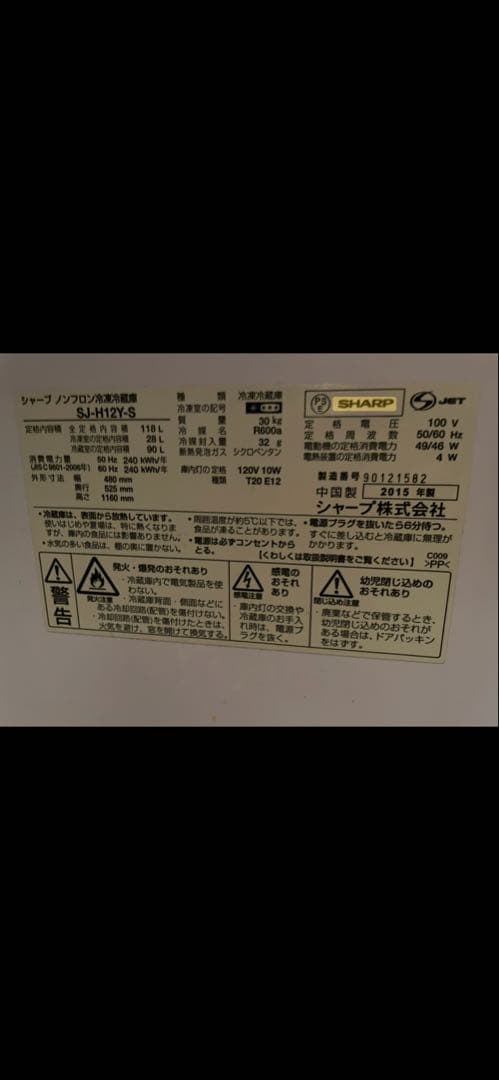 シャープ ノンフロン冷凍冷蔵庫
SJ-H12Y-S
定格内容積 全定格内容積 118 L
冷凍室の定格内容積 28 L
冷蔵室の定格内容積 90 L
消費電力量 50 Hz 240 kWh/年
(JIS C 9801-2006年) 60 Hz 240 kWh/年
外形寸法 幅 480 mm
奥行 525 mm
高さ 1160 mm
種類 冷凍冷蔵庫
冷凍室の記号
質量 30 kg
冷媒名 R600a
冷媒封入量 32 g
断熱発泡ガス シクロペンタン
庫内灯の定格 120V 10W
種類 T20 E12
PS E SHARP JET
定格電圧 100 V
定格周波数 50/60 Hz
電動機の定格消費電力 49/46 W
電熱装置の定格消費電力 4 W
製造番号 90121582
中国製 2015 年製
シャープ株式会社
・冷蔵庫は、表面から放熱しています。
使いはじめや夏場は、特に熱くなりますが、庫内の食品には影響ありません。
・水気の多い食品は、棚の奥に置かない。
・周囲温度が約5℃以下では、
食品が凍ることがあります。
・電源は必ずコンセントから
とる。
・電源プラグを抜いたら6分待つ。
すぐに差し込むと冷蔵庫に無理が
かかります。
【くわしくは取扱説明書をご覧ください】
C009
>PP<
警告
発火注意
発火・爆発のおそれあり
・冷蔵庫内で電気製品を使
わない。
・冷蔵庫背面・側面などに
ある冷却回路(配管)を傷付けない。
・冷却回路(配管)を傷付けたときは、
火気を避け、窓を開けて換気する。
感電注意
感電の
おそれ
あり
・庫内灯の交換や
冷蔵庫のお手入
れ時は、電源プ
ラグを抜く。
閉じ込め注意
幼児閉じ込めの
おそれあり
・廃棄などで保管するとき、
幼児閉じ込めのおそれが
ある場合は、ドアパッキン
をはずす。